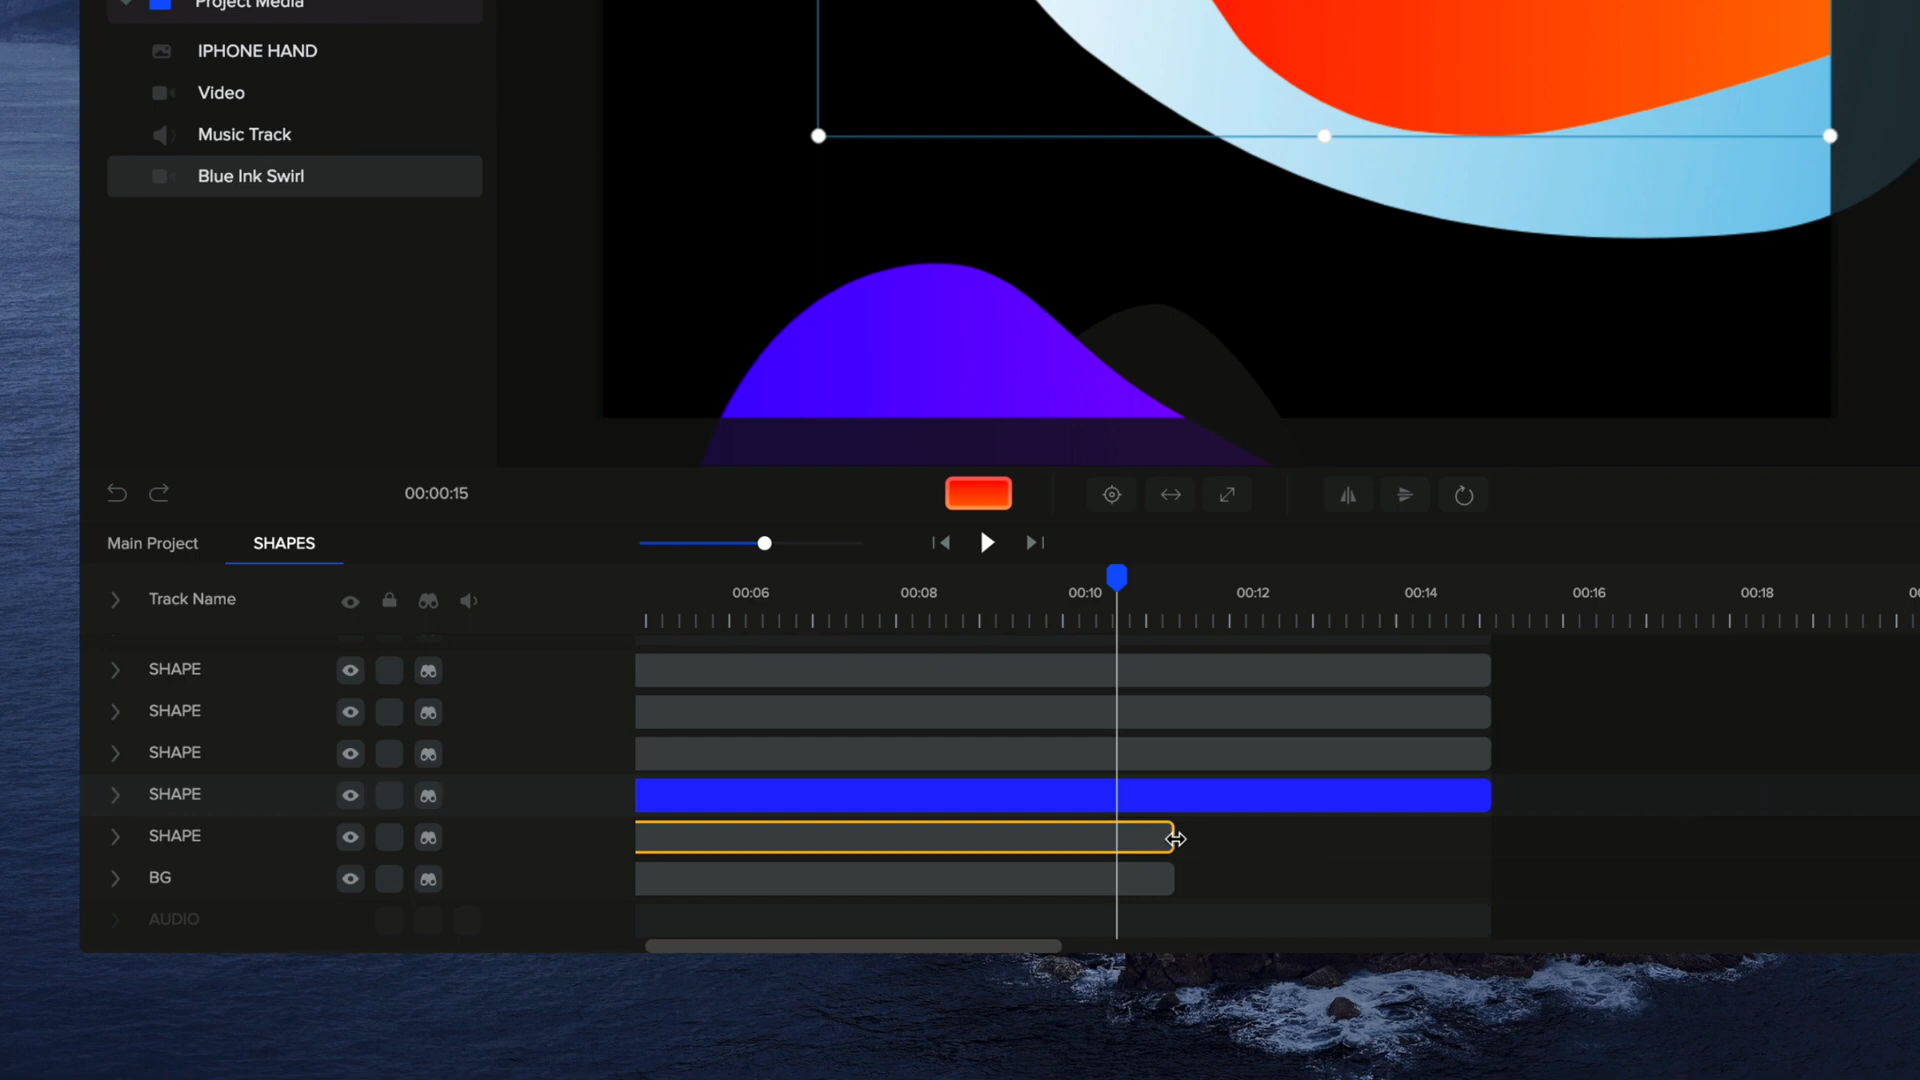 Project Media
IPHONE HAND
Video
Music Track
Blue Ink Swirl
00:00:15
Main Project SHAPES
Track Name
00:06 00:08 00:10 00:12 00:14 00:16 00:18
SHAPE
SHAPE
SHAPE
SHAPE
SHAPE
BG
AUDIO